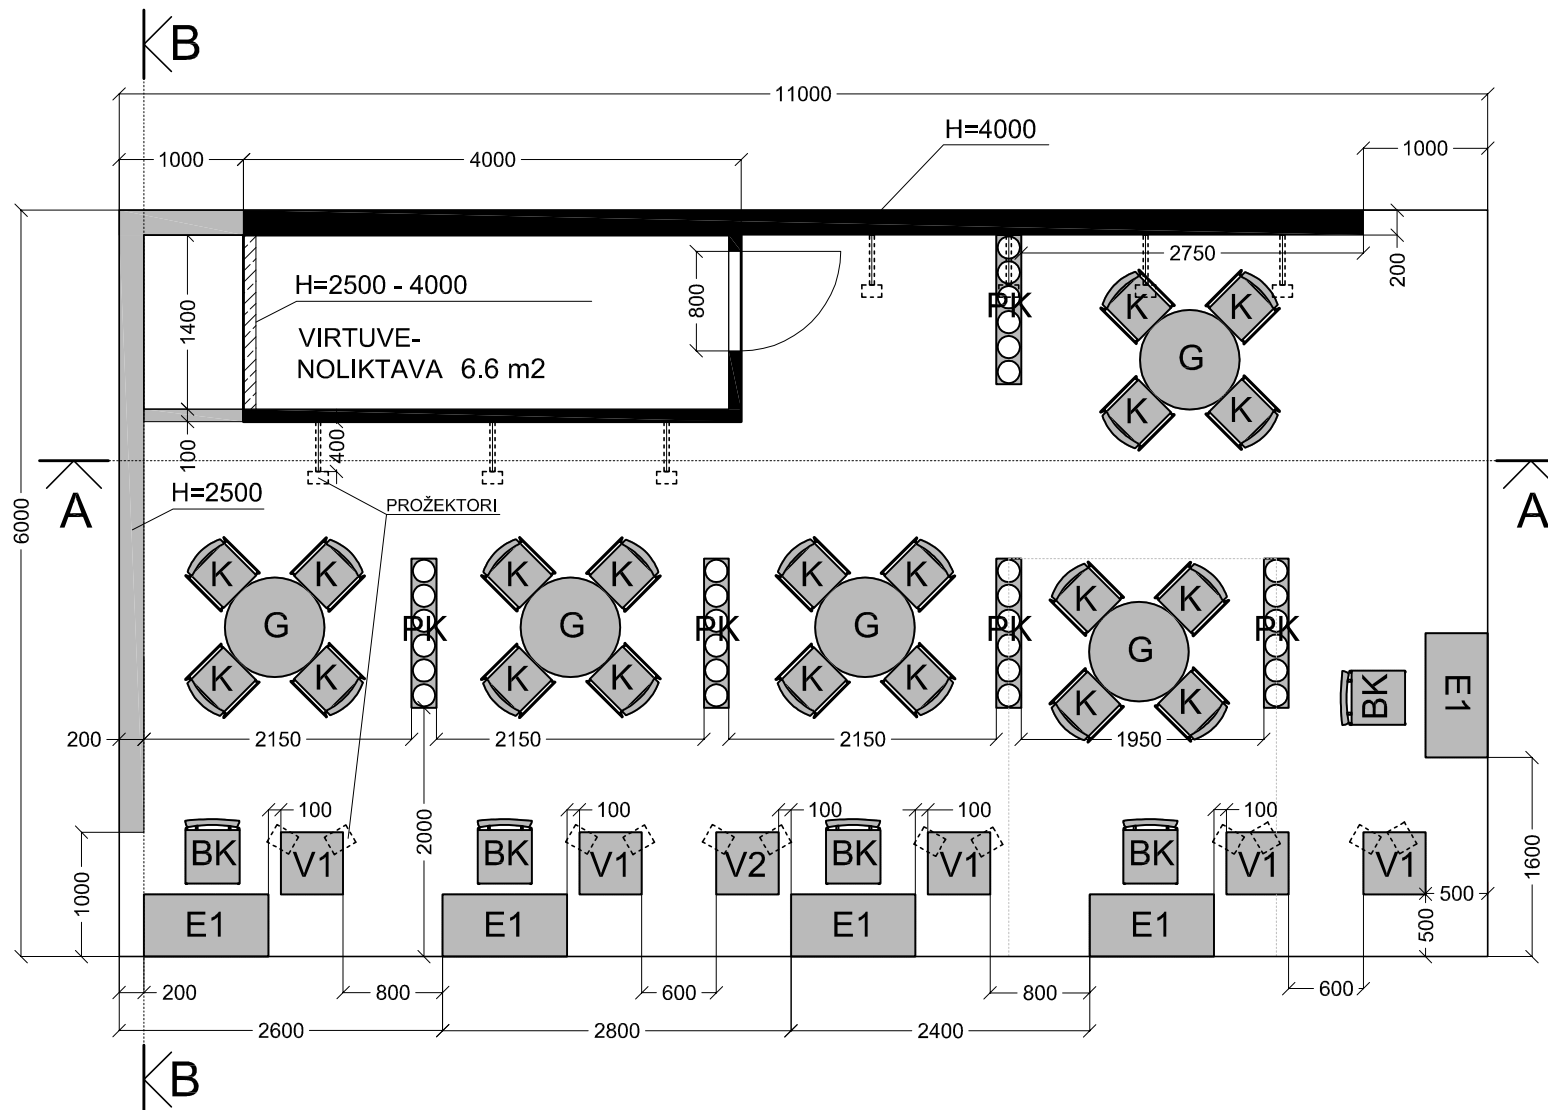 B
11000
H=4000
1000
4000
1000
2750
200
H=2500 - 4000
VIRTUVE-
NOLIKTAVA 6.6 m2
1400
800
PK
K
K
G
K
K
100
400
6000
H=2500
PROŽEKTORI
A
A
K
K
K
K
K
K
K
K
G
PK
G
PK
G
PK
G
PK
K
K
K
K
K
K
K
K
BK
E1
200
2150
2150
2150
1950
100
100
100
100
100
2000
1000
1600
BK
V1
BK
V1
V2
BK
V1
BK
V1
V1
500
500
E1
E1
E1
E1
200
800
600
800
600
2600
2800
2400
B